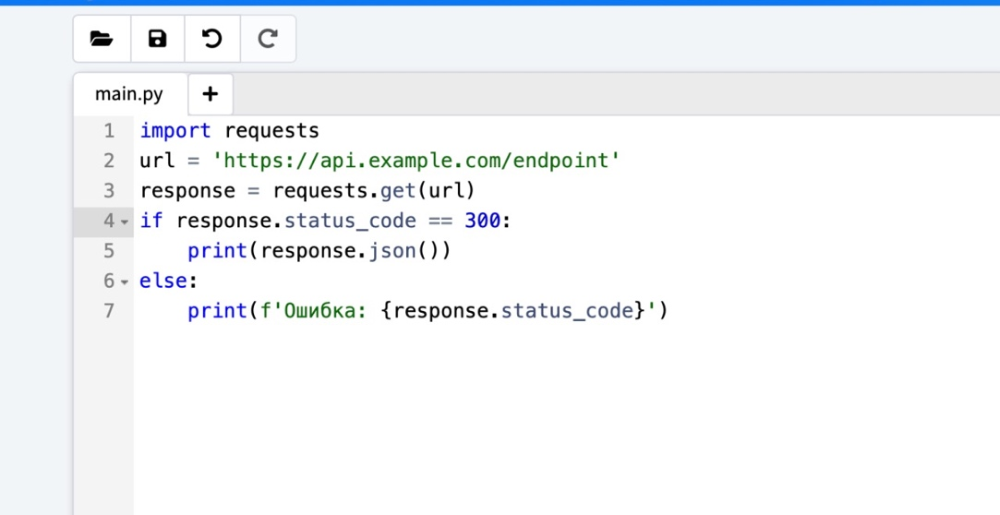 main.py
1 import requests
2 url = 'https://api.example.com/endpoint'
3 response = requests.get(url)
4 if response.status_code == 300:
5     print(response.json())
6 else:
7     print(f'Ошибка: {response.status_code}')